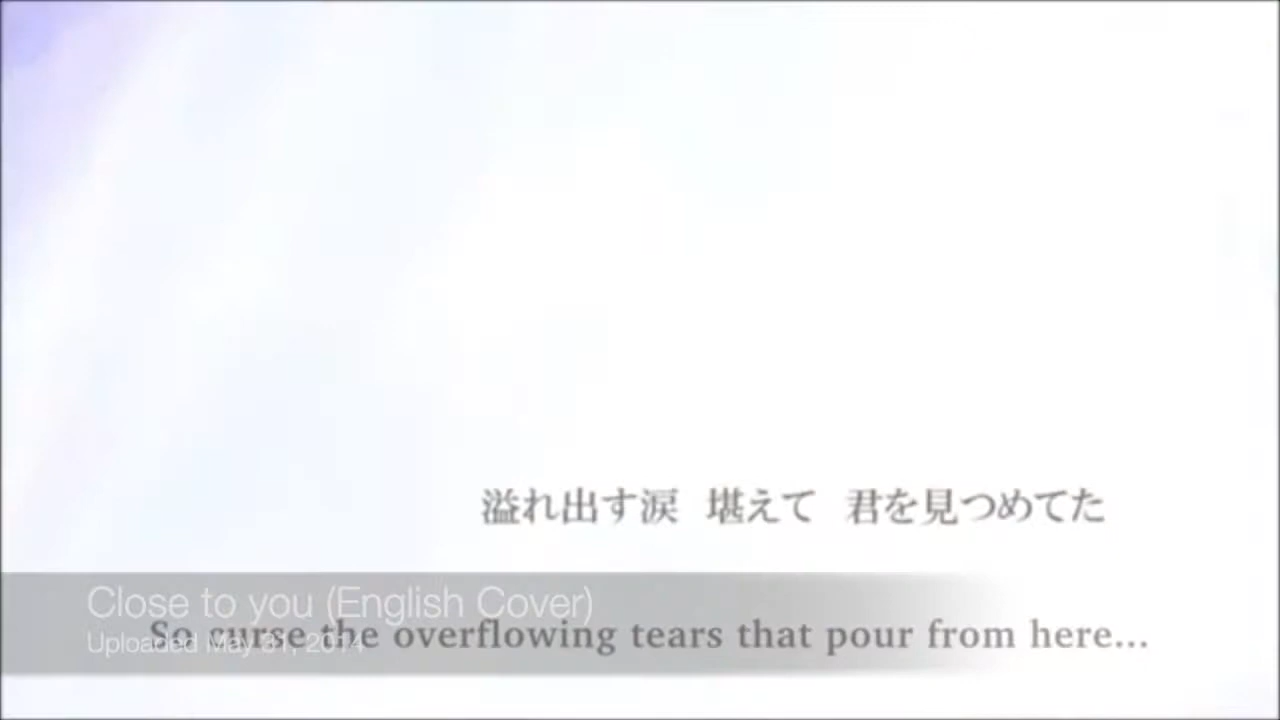 溢れ出す涙 堪えて 君を見つめてた
Close to you (English Cover)
So curse the overflowing tears that pour from here...
Uploaded May 31, 2014